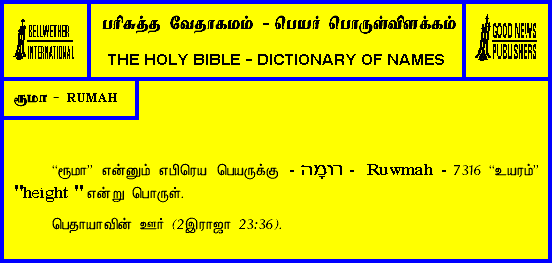 BELLWETHER
INTERNATIONAL
பரிசுத்த வேதாகமம் - பெயர் பொருள்விளக்கம்
THE HOLY BIBLE - DICTIONARY OF NAMES
GOOD NEWS
PUBLISHERS
ரூமா - RUMAH
“ரூமா” என்னும் எபிரெய பெயருக்கு - רוּמָה - Ruwmah - 7316 “உயரம்”
"height " என்று பொருள்.
பெதாயாவின் ஊர் (2இராஜா 23:36).